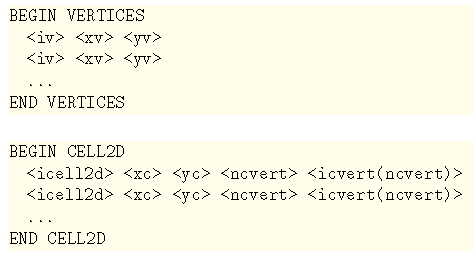 BEGIN VERTICES
<iv> <xv> <yv>
<iv> <xv> <yv>
...
END VERTICES
BEGIN CELL2D
<icell2d> <xc> <yc> <ncvert> <icvert(ncvert)>
<icell2d> <xc> <yc> <ncvert> <icvert(ncvert)>
...
END CELL2D